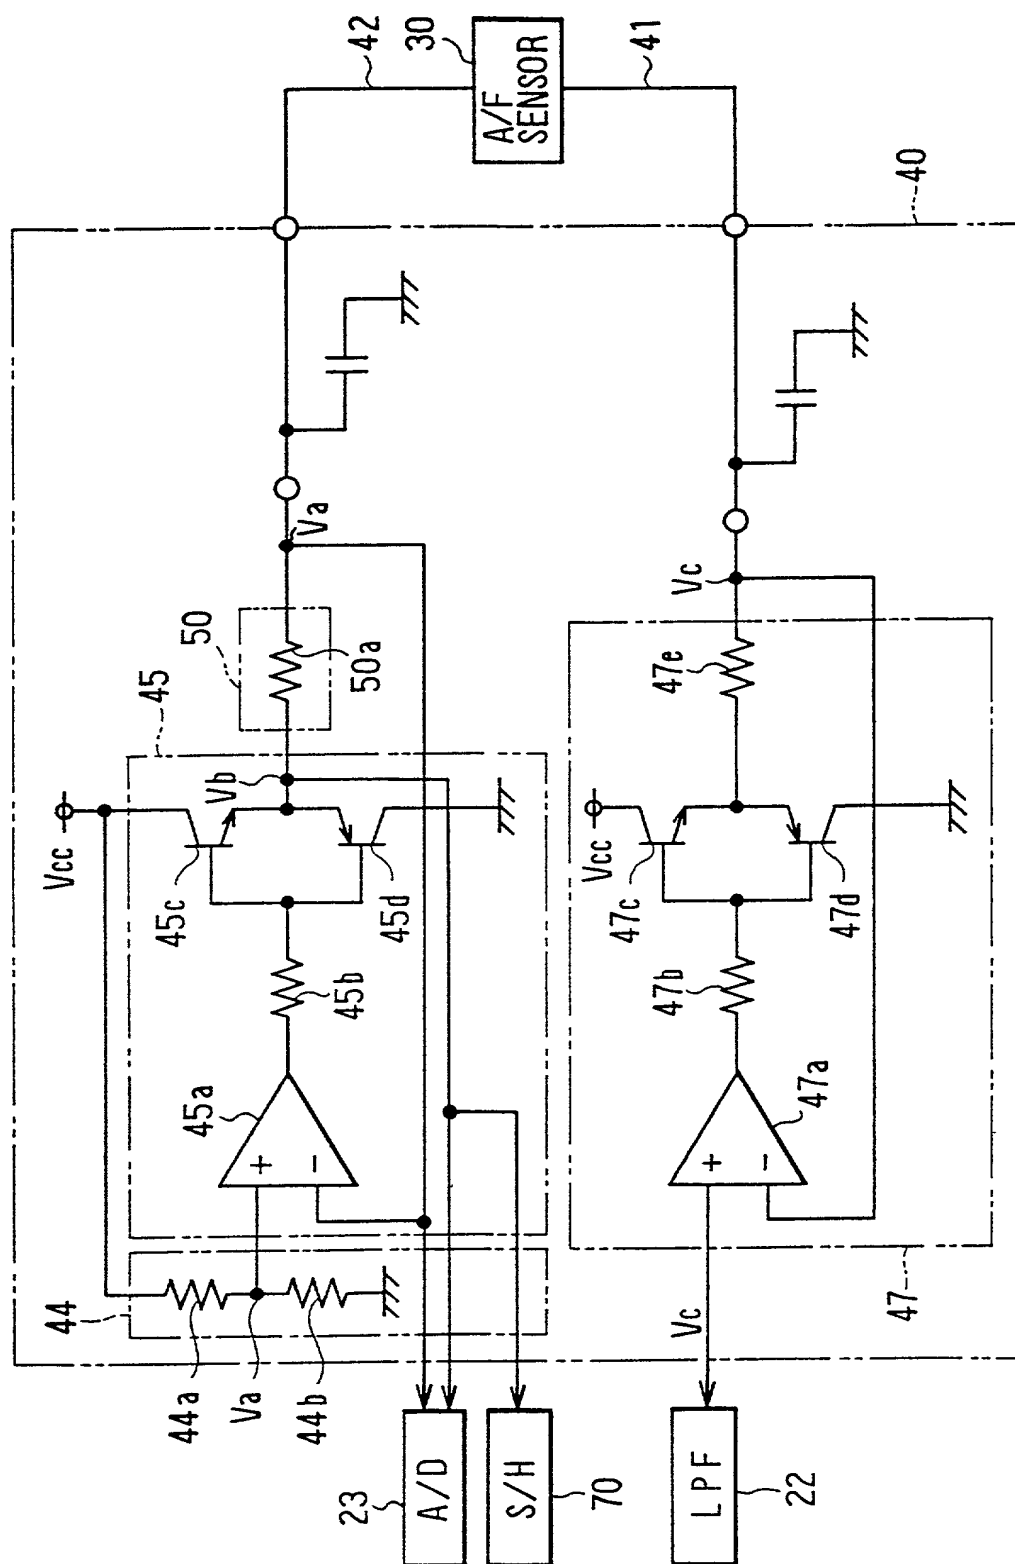 42
30
A/F
SENSOR
41
40
Va
50
50a
45
Vb
Vcc
45c
45d
45b
45a
+
−
44
44a
Va
44b
23
A/D
S/H
70
Vc
47e
Vcc
47c
47d
47b
47a
+
−
47
Vc
LPF
22